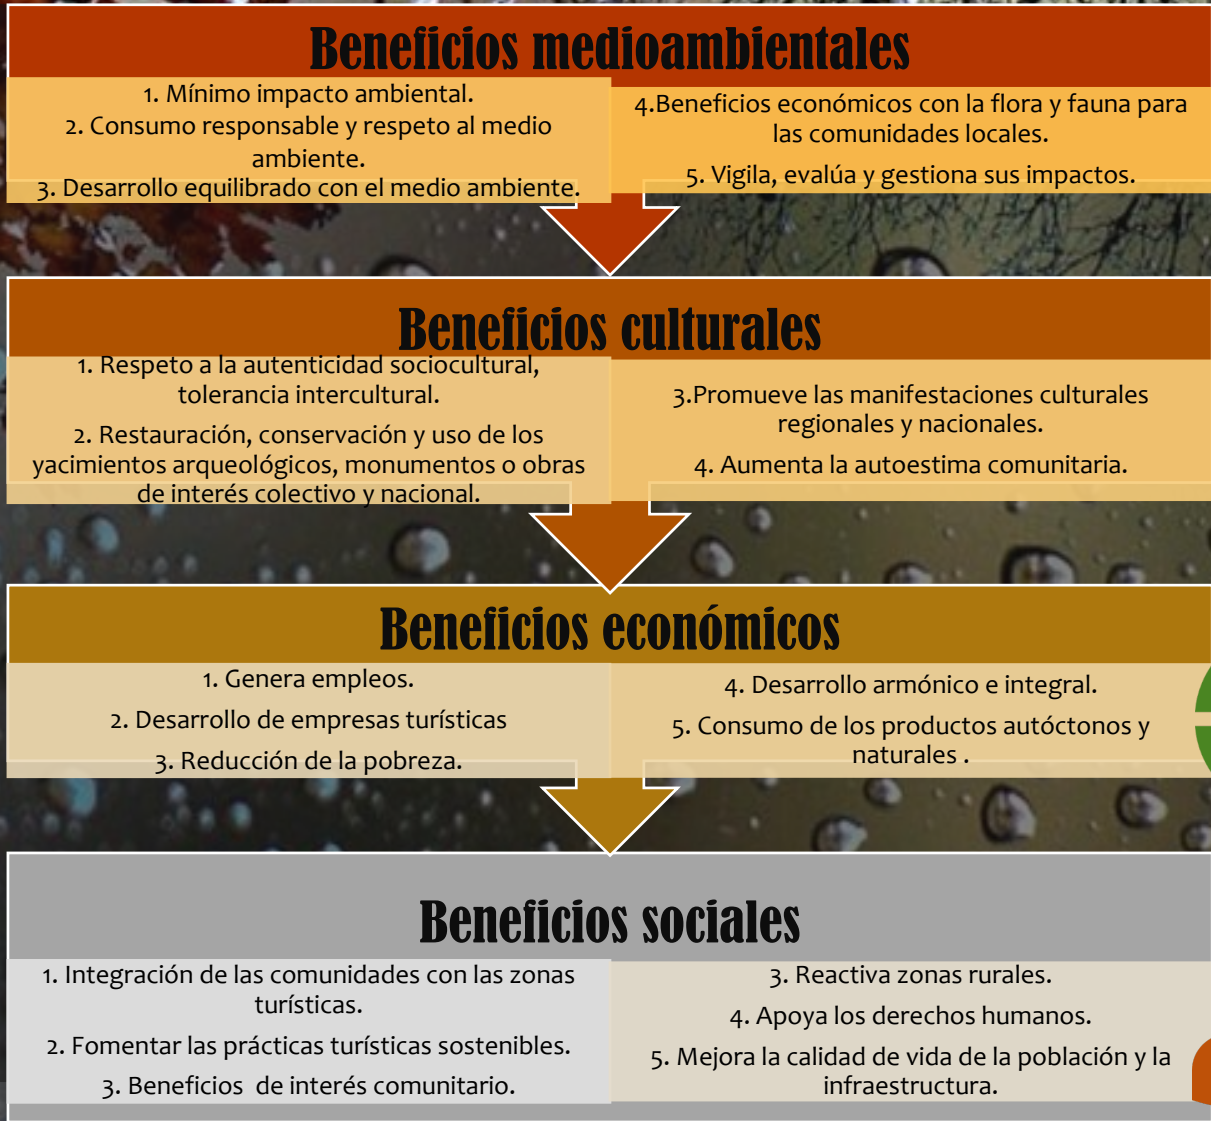 Beneficios medioambientales
1. Mínimo impacto ambiental.
2. Consumo responsable y respeto al medio
ambiente.
3. Desarrollo equilibrado con el medio ambiente.
4.Beneficios económicos con la flora y fauna para
las comunidades locales.
5. Vigila, evalúa y gestiona sus impactos.
Beneficios culturales
1. Respeto a la autenticidad sociocultural,
tolerancia intercultural.
2. Restauración, conservación y uso de los
yacimientos arqueológicos, monumentos o obras
de interés colectivo y nacional.
3.Promueve las manifestaciones culturales
regionales y nacionales.
4. Aumenta la autoestima comunitaria.
Beneficios económicos
1. Genera empleos.
2. Desarrollo de empresas turísticas
3. Reducción de la pobreza.
4. Desarrollo armónico e integral.
5. Consumo de los productos autóctonos y
naturales .
Beneficios sociales
1. Integración de las comunidades con las zonas
turísticas.
2. Fomentar las prácticas turísticas sostenibles.
3. Beneficios de interés comunitario.
3. Reactiva zonas rurales.
4. Apoya los derechos humanos.
5. Mejora la calidad de vida de la población y la
infraestructura.